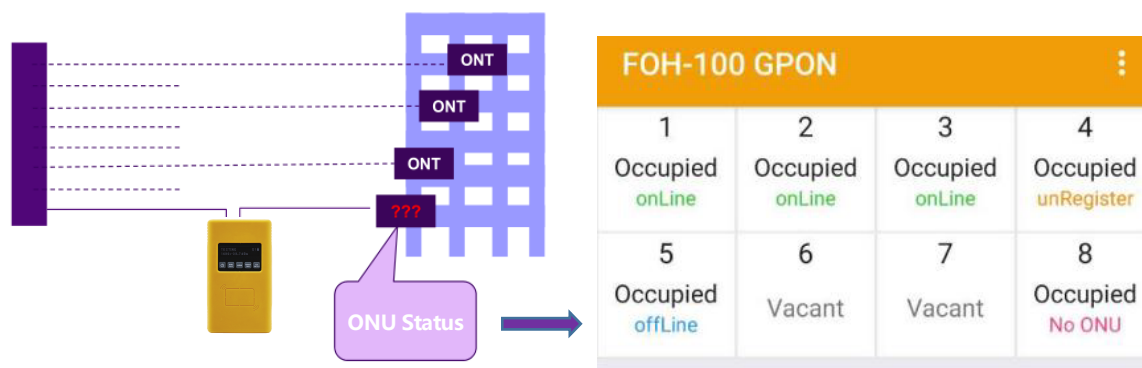 ONT
ONT
ONT
???
ONU Status
FOH-100 GPON
1 2 3 4
Occupied Occupied Occupied Occupied
onLine onLine onLine unRegister
5 6 7 8
Occupied Vacant Vacant Occupied
offLine No ONU